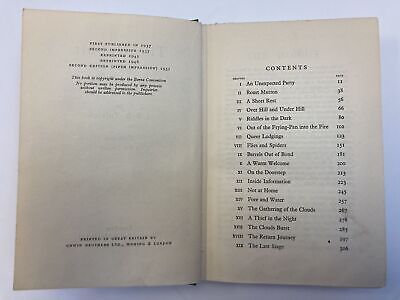 FIRST PUBLISHED IN 1937
SECOND IMPRESSION 1937
REPRINTED 1942
REPRINTED 1946
SECOND EDITION (FIFTH IMPRESSION) 1951
This book is copyright under the Berne Convention
No portion may be reproduced by any process
without written permission. Inquiries
should be addressed to the publishers
PRINTED IN GREAT BRITAIN BY
UNWIN BROTHERS LTD., WOKING & LONDON
CONTENTS
CHAPTER PAGE
I An Unexpected Party 11
II Roast Mutton 38
III A Short Rest 56
IV Over Hill and Under Hill 66
V Riddles in the Dark 80
VI Out of the Frying-Pan into the Fire 102
VII Queer Lodgings 123
VIII Flies and Spiders 151
IX Barrels Out of Bond 180
X A Warm Welcome 200
XI On the Doorstep 213
XII Inside Information 223
XIII Not at Home 245
XIV Fire and Water 257
XV The Gathering of the Clouds 267
XVI A Thief in the Night 279
XVII The Clouds Burst 285
XVIII The Return Journey 297
XIX The Last Stage 306